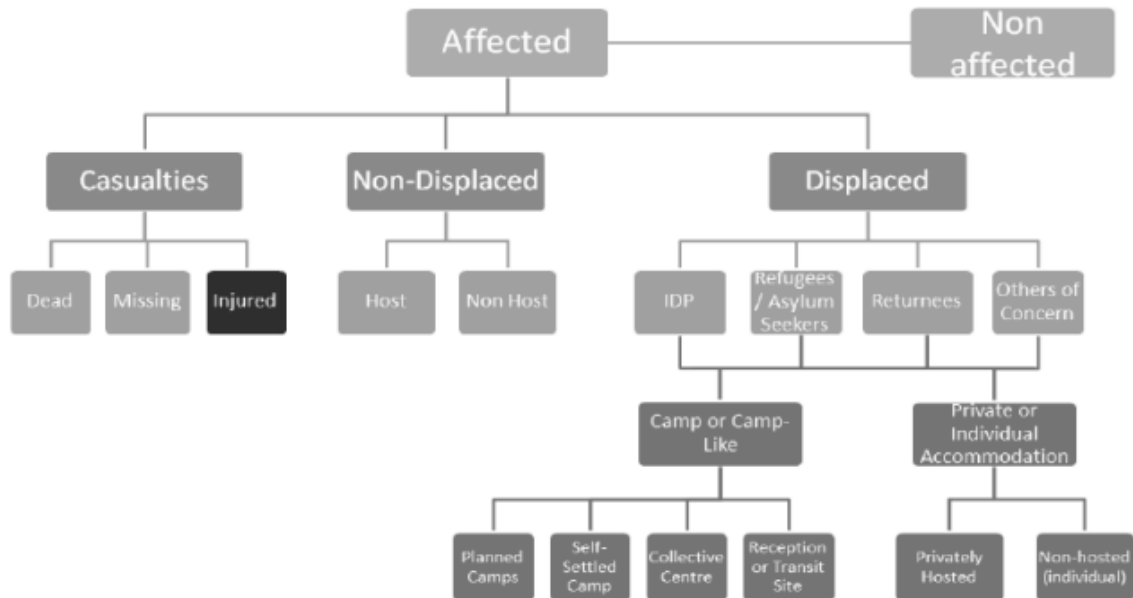 Affected
Non
affected
Casualties
Non-Displaced
Displaced
Dead
Missing
Injured
Host
Non Host
IDP
Refugees
/ Asylum
Seekers
Returnees
Others of
Concern
Camp or Camp-
Like
Private or
Individual
Accommodation
Planned
Camps
Self-
Settled
Camp
Collective
Centre
Reception
or Transit
Site
Privately
Hosted
Non-hosted
(individual)